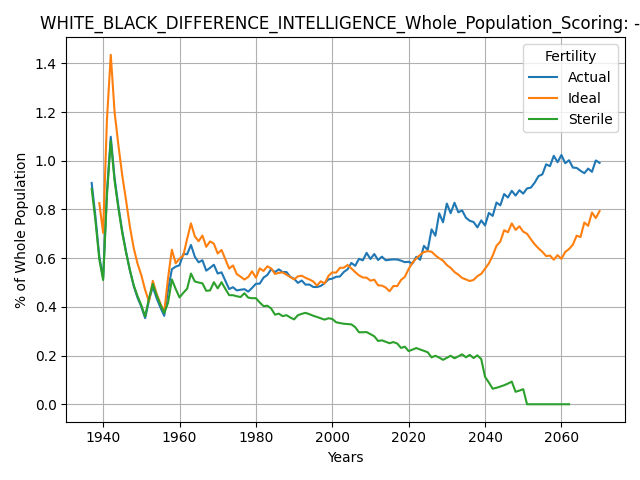 WHITE_BLACK_DIFFERENCE_INTELLIGENCE_Whole_Population_Scoring: -
Fertility
Actual
Ideal
Sterile
1.4
1.2
1.0
0.8
0.6
0.4
0.2
0.0
% of Whole Population
1940 1960 1980 2000 2020 2040 2060
Years